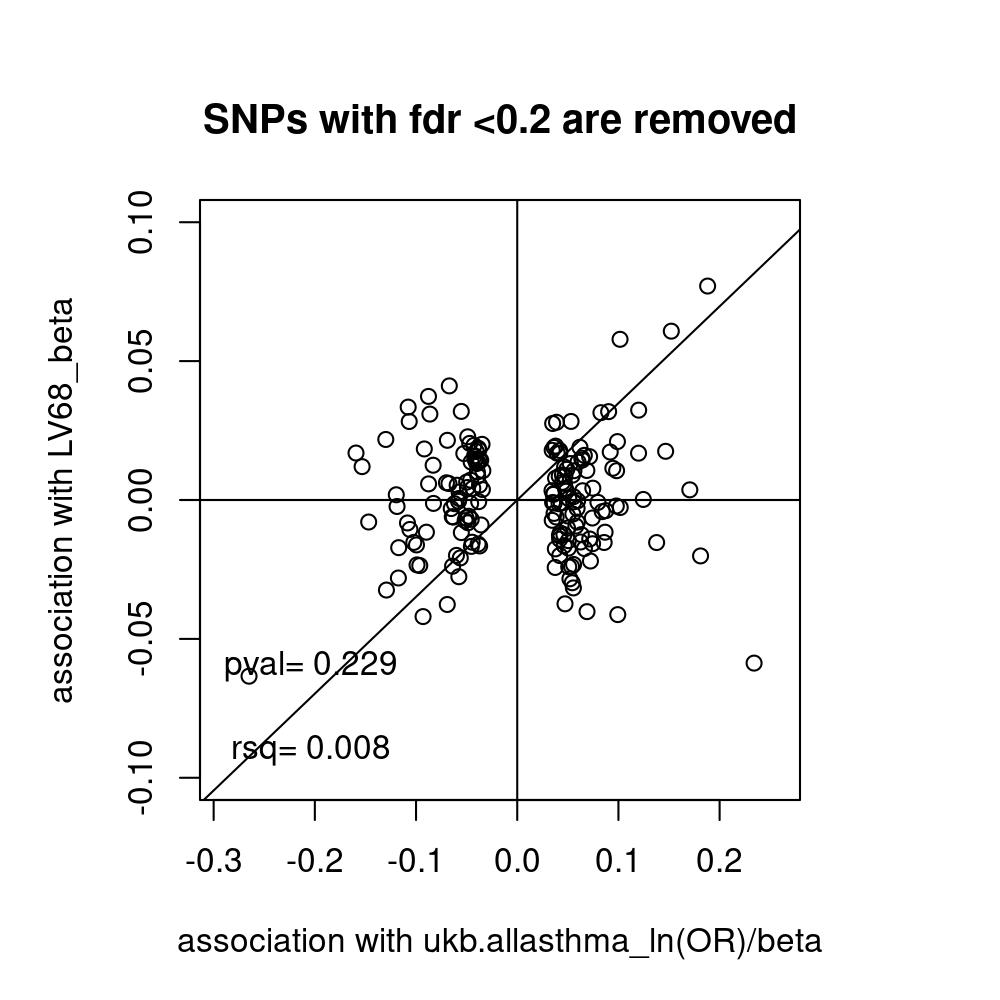 SNPs with fdr <0.2 are removed
association with LV68_beta
0.10
0.05
0.00
-0.05
-0.10
pval= 0.229
rsq= 0.008
-0.3 -0.2 -0.1 0.0 0.1 0.2
association with ukb.allasthma_ln(OR)/beta